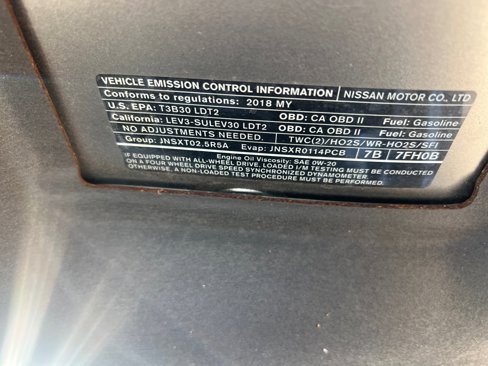 VEHICLE EMISSION CONTROL INFORMATION NISSAN MOTOR CO., LTD
Conforms to regulations: 2018 MY
U.S. EPA: T3B30 LDT2 OBD: CA OBD II Fuel: Gasoline
California: LEV3-SULEV30 LDT2 OBD: CA OBD II Fuel: Gasoline
NO ADJUSTMENTS NEEDED. TWC(2)/HO2S/WR-HO2S/SFI
Group: JNSXT02.5R5A Evap: JNSXR0114PCB 7B 7FH0B
Engine Oil Viscosity: SAE 0W-20
IF EQUIPPED WITH ALL-WHEEL DRIVE, LOADED I/M TESTING MUST BE CONDUCTED
ON A FOUR WHEEL DRIVE SPEED SYNCHRONIZED DYNAMOMETER.
OTHERWISE, A NON-LOADED TEST PROCEDURE MUST BE PERFORMED.